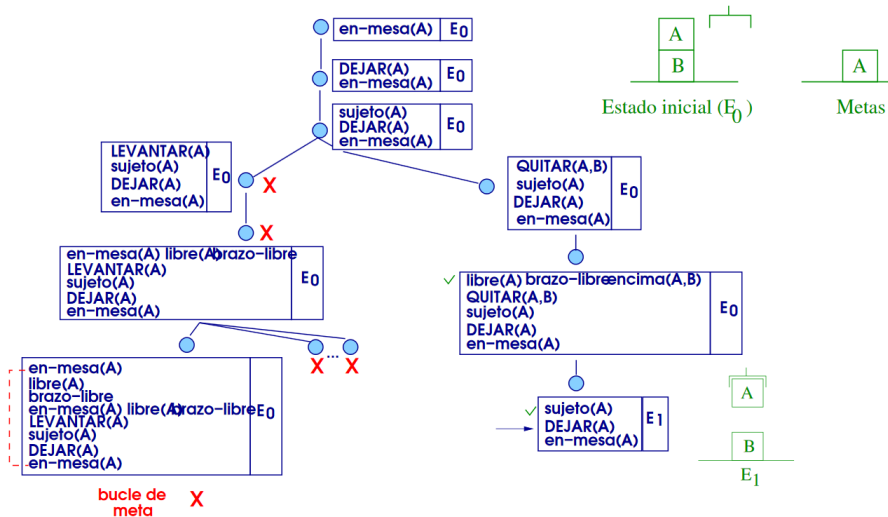 en-mesa(A) E0
DEJAR(A)
en-mesa(A)
E0
sujeto(A)
DEJAR(A)
en-mesa(A)
E0
A
B
Estado inicial (E0)
A
Metas
LEVANTAR(A)
sujeto(A)
DEJAR(A)
en-mesa(A)
E0
X
QUITAR(A,B)
sujeto(A)
DEJAR(A)
en-mesa(A)
E0
X
en-mesa(A) libre(A) brazo-libre
LEVANTAR(A)
sujeto(A)
DEJAR(A)
en-mesa(A)
E0
✓ libre(A) brazo-libre encima(A,B)
QUITAR(A,B)
sujeto(A)
DEJAR(A)
en-mesa(A)
E0
... 
X X
en-mesa(A)
libre(A)
brazo-libre
en-mesa(A) libre(A) brazo-libre
LEVANTAR(A)
sujeto(A)
DEJAR(A)
en-mesa(A)
E0
✓ sujeto(A)
DEJAR(A)
en-mesa(A)
E1
A
B
E1
bucle de
meta
X